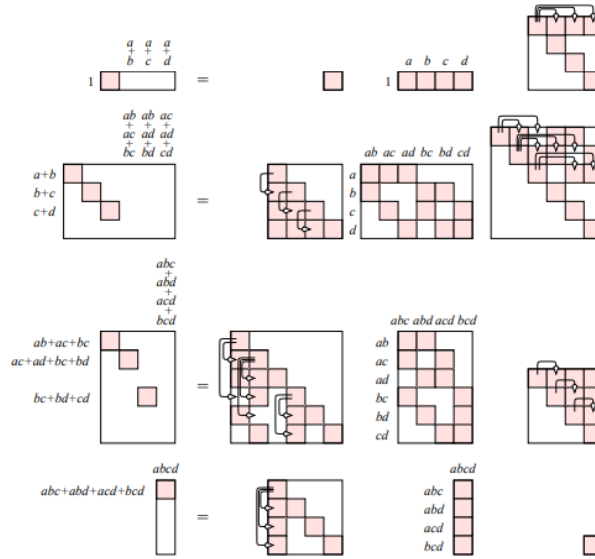 a a a
+ + +
b c d
a b c d
1 = 1
ab ab ac
+ + +
ac ad ad
+ + +
bc bd cd
ab ac ad bc bd cd
a+b
b+c
c+d
=
a
b
c
d
abc
+
abd
+
acd
+
bcd
abc abd acd bcd
ab+ac+bc
ac+ad+bc+bd
bc+bd+cd
=
ab
ac
ad
bc
bd
cd
abcd
abc+abd+acd+bcd
=
abcd
abc
abd
acd
bcd